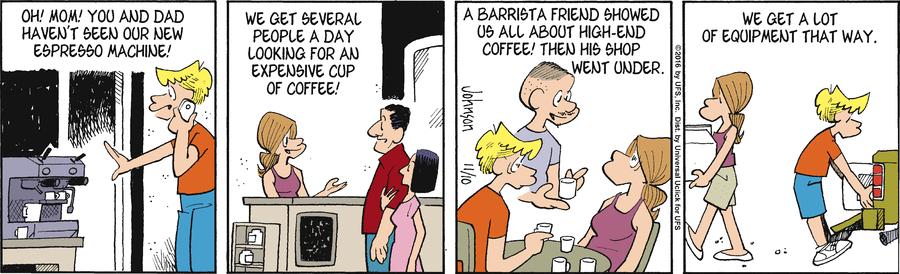 OH! MOM! YOU AND DAD
HAVEN'T SEEN OUR NEW
ESPRESSO MACHINE!
WE GET SEVERAL
PEOPLE A DAY
LOOKING FOR AN
EXPENSIVE CUP
OF COFFEE!
A BARRISTA FRIEND SHOWED
US ALL ABOUT HIGH-END
COFFEE! THEN HIS SHOP
WENT UNDER.
Johnson
11/10
©2016 by UFS, Inc. Dist. by Universal Uclick for UFS
WE GET A LOT
OF EQUIPMENT THAT WAY.